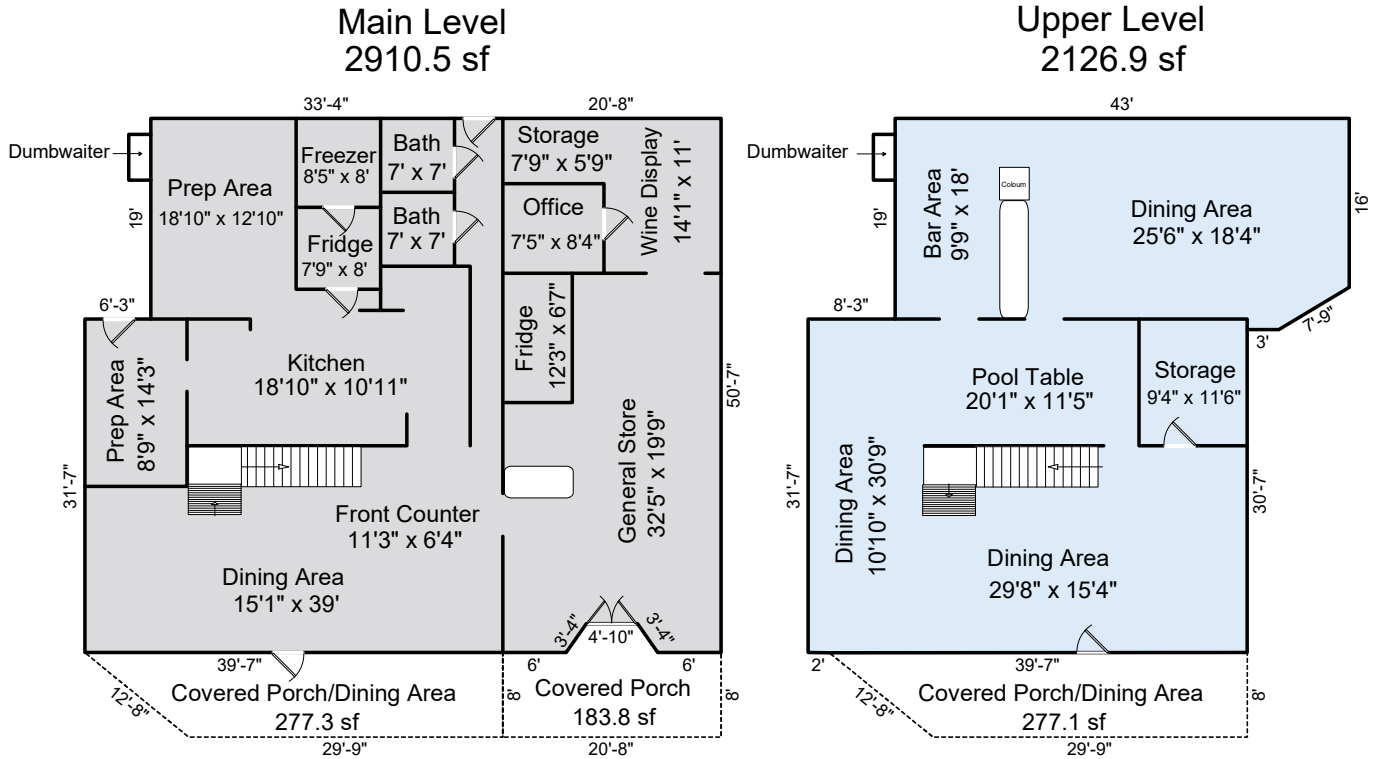 Main Level
2910.5 sf
33'-4"
20'-8"
Dumbwaiter
Prep Area
18'10" x 12'10"
19'
Freezer
8'5" x 8'
Fridge
7'9" x 8'
Bath
7' x 7'
Bath
7' x 7'
Storage
7'9" x 5'9"
Office
7'5" x 8'4"
Wine Display
14'1" x 11'
6'-3"
Prep Area
8'9" x 14'3"
Kitchen
18'10" x 10'11"
Fridge
12'3" x 6'7"
General Store
32'5" x 19'9"
50'-7"
31'-7"
Front Counter
11'3" x 6'4"
Dining Area
15'1" x 39'
3'-4"
4'-10"
3'-4"
39'-7"
6'
6'
12'-8"
Covered Porch/Dining Area
277.3 sf
8'
Covered Porch
183.8 sf
8'
29'-9"
20'-8"
Upper Level
2126.9 sf
43'
Dumbwaiter
19'
Bar Area
9'9" x 18'
Coloum
Dining Area
25'6" x 18'4"
16'
8'-3"
7'-9"
3'
Pool Table
20'1" x 11'5"
Storage
9'4" x 11'6"
31'-7"
Dining Area
10'10" x 30'9"
30'-7"
Dining Area
29'8" x 15'4"
2'
39'-7"
12'-8"
Covered Porch/Dining Area
277.1 sf
8'
29'-9"